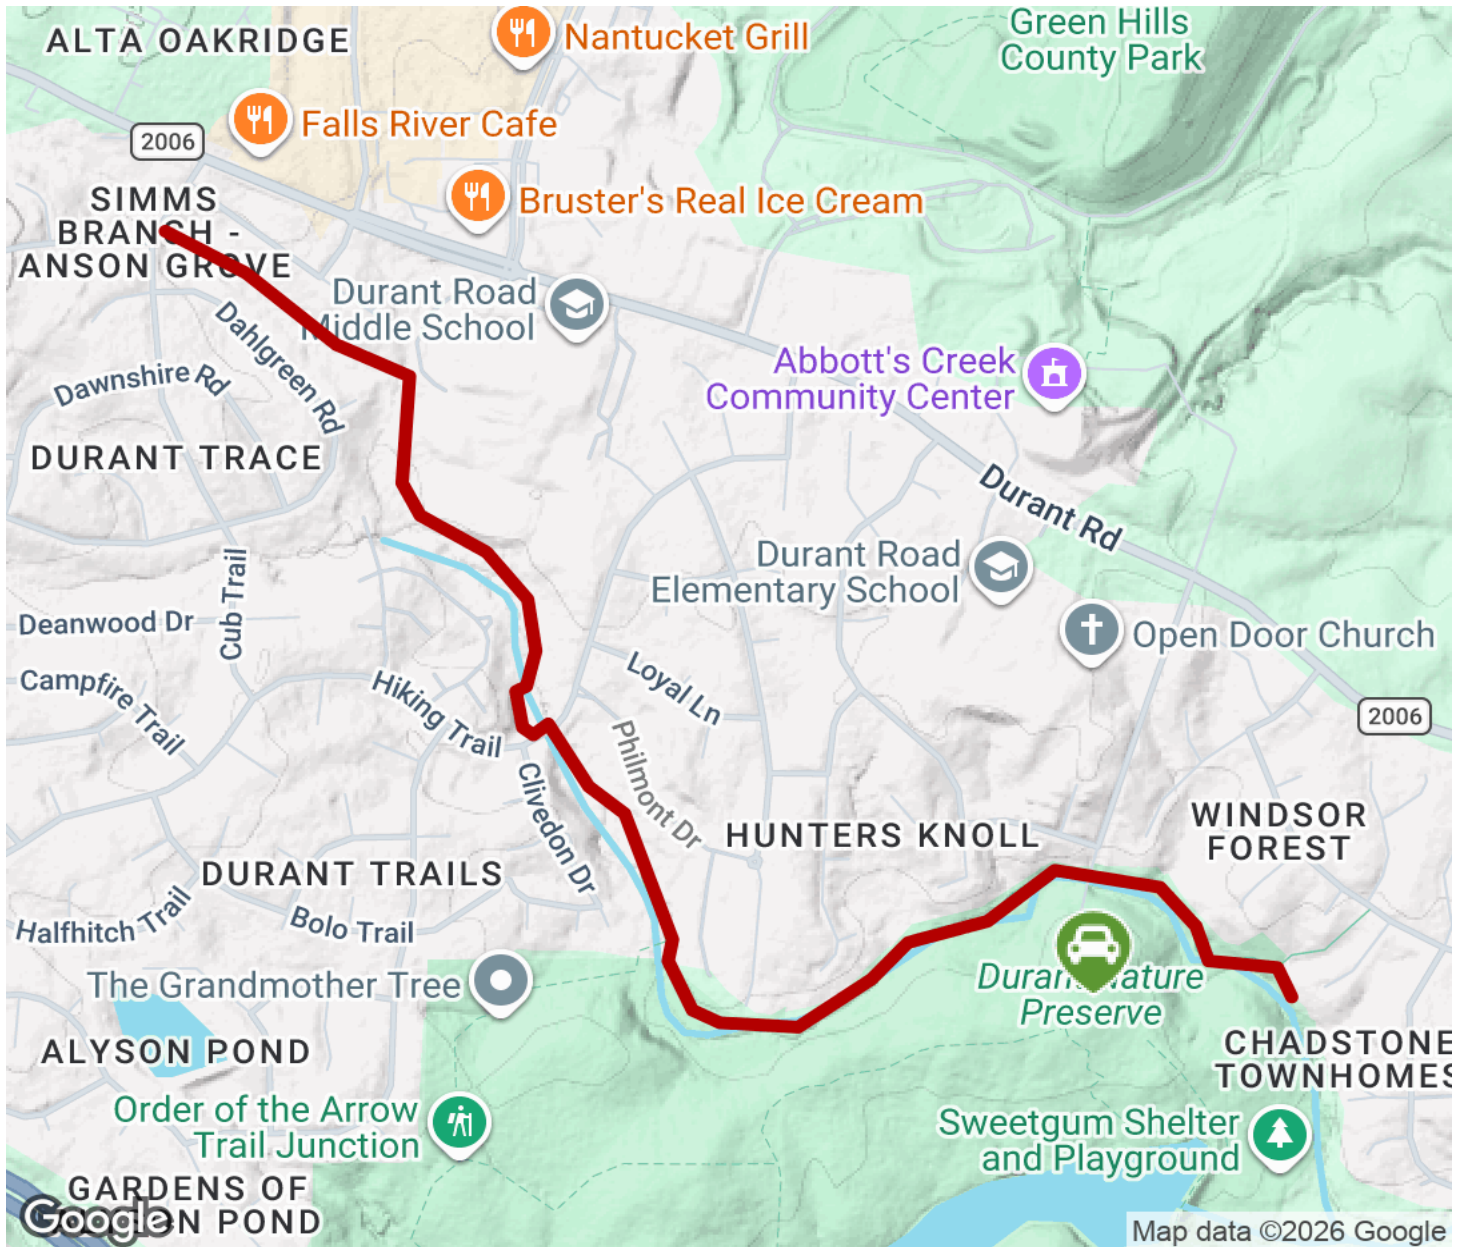 ALTA OAKRIDGE
Nantucket Grill
Green Hills
County Park
Falls River Cafe
2006
Bruster's Real Ice Cream
SIMMS
BRANCH -
ANSON GROVE
Durant Road
Middle School
Dahlgreen Rd
Dawnshire Rd
Abbott's Creek
Community Center
DURANT TRACE
Durant Rd
Durant Road
Elementary School
Cub Trail
Deanwood Dr
Open Door Church
Campfire Trail
Hiking Trail
Loyal Ln
2006
Philmont Dr
Clivedon Dr
HUNTERS KNOLL
WINDSOR
FOREST
DURANT TRAILS
Halfhitch Trail
Bolo Trail
The Grandmother Tree
Durant Nature
Preserve
ALYSON POND
CHADSTONE
TOWNHOMES
Order of the Arrow
Trail Junction
Sweetgum Shelter
and Playground
GARDENS OF
POND
Google
Map data ©2026 Google